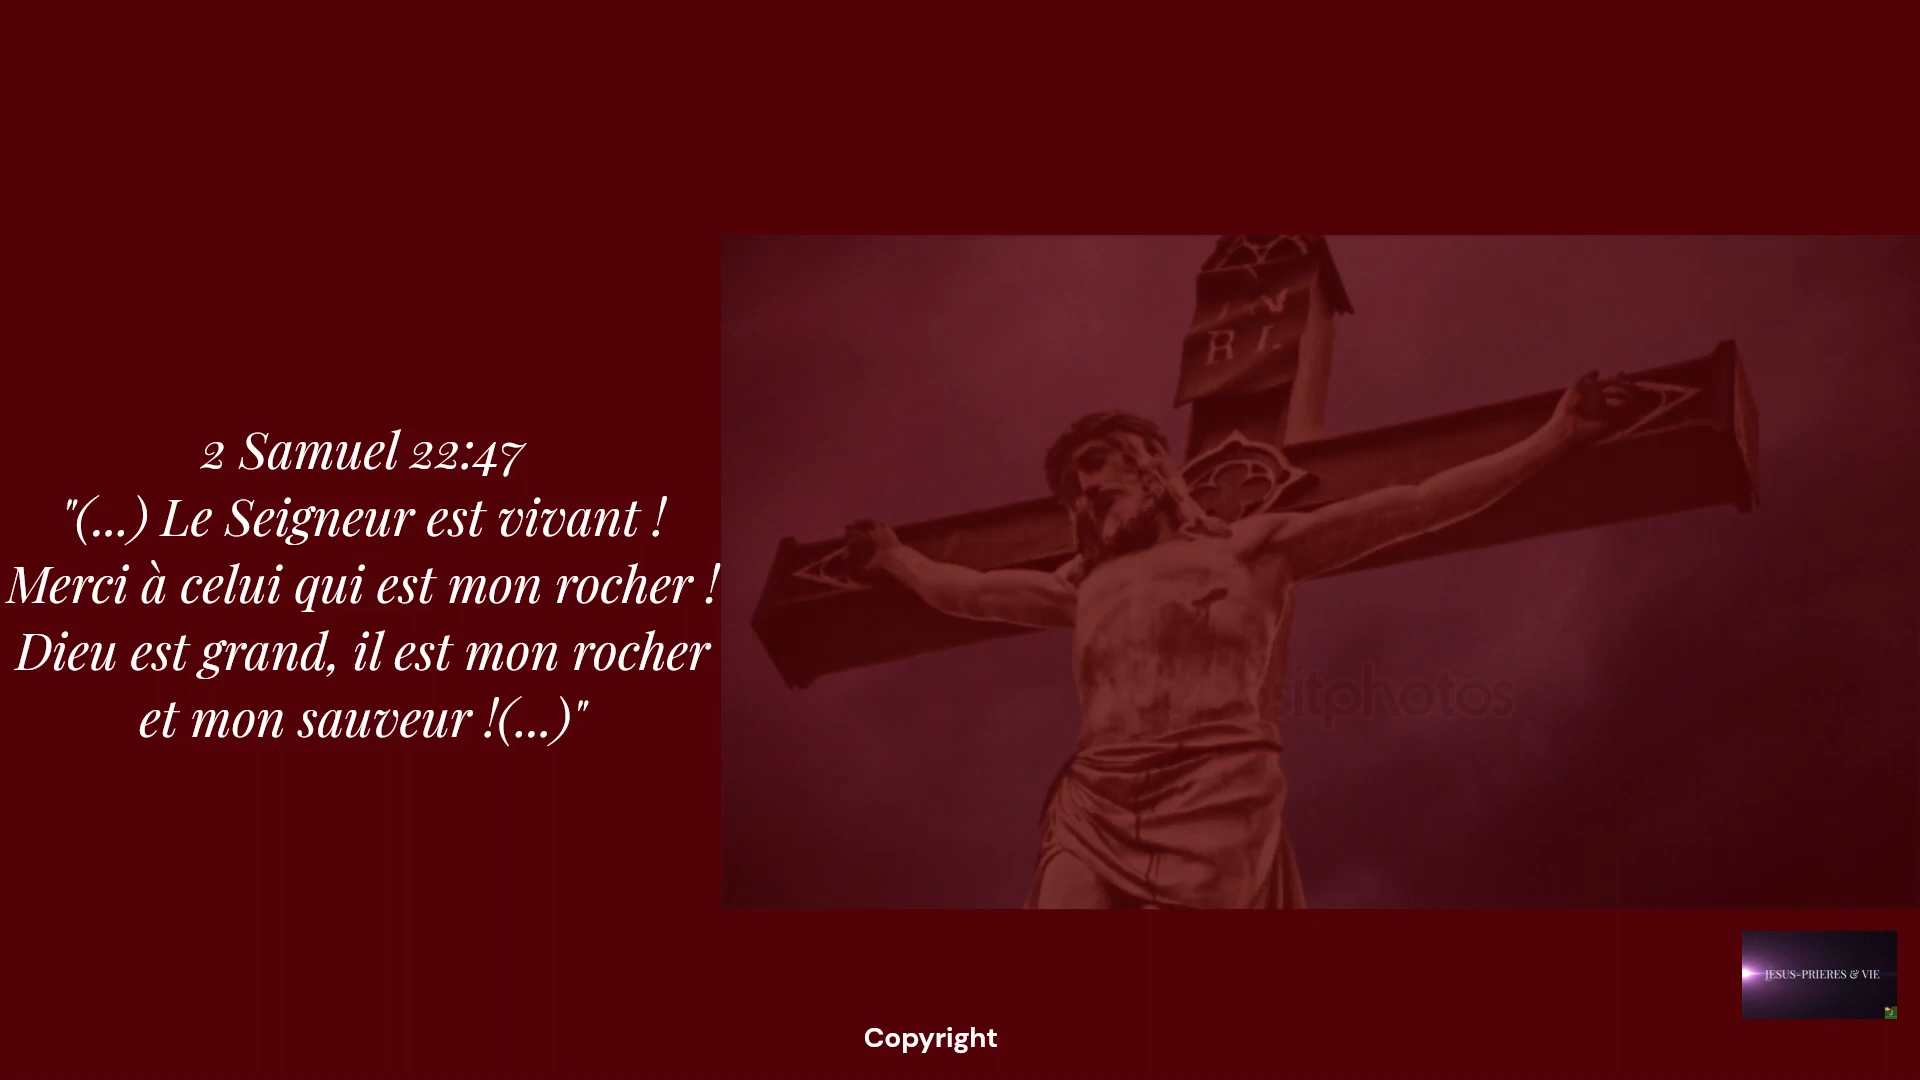 2 Samuel 22:47
"(...) Le Seigneur est vivant !
Merci à celui qui est mon rocher !
Dieu est grand, il est mon rocher
et mon sauveur !(...)"
I N
R I.
sitphotos
JESUS-PRIERES & VIE
Copyright